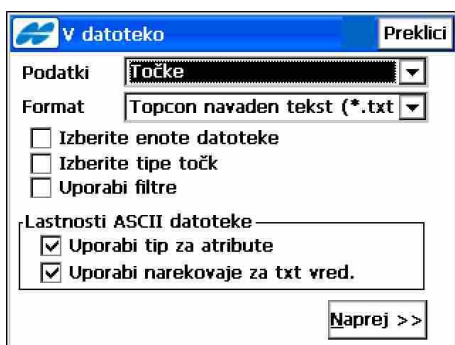 V datoteko Preklici
Podatki Točke
Format Topcon navaden tekst (*.txt
Izberite enote datoteke
Izberite tipe točk
Uporabi filtre
Lastnosti ASCII datoteke
Uporabi tip za atribute
Uporabi narekovaje za txt vred.
Naprej >>